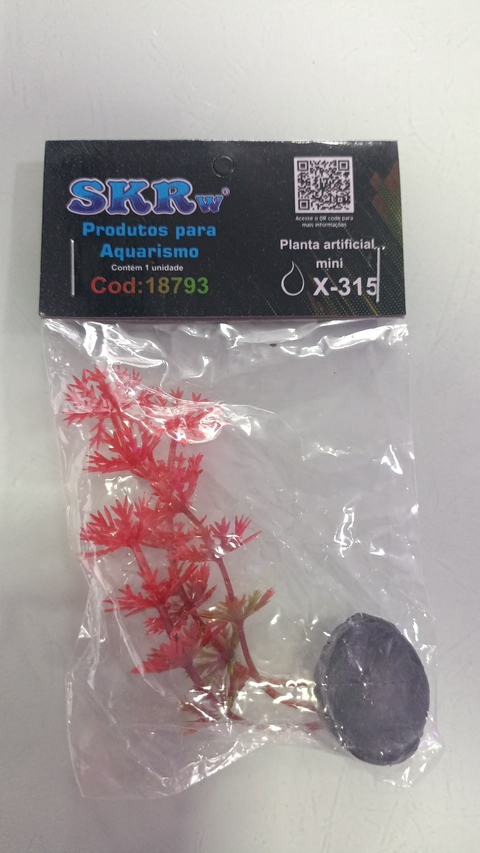 SKRw®
Produtos para
Aquarismo
Contém 1 unidade
Cod:18793
Acesse o QR code para
mais informações
Planta artificial
mini
X-315